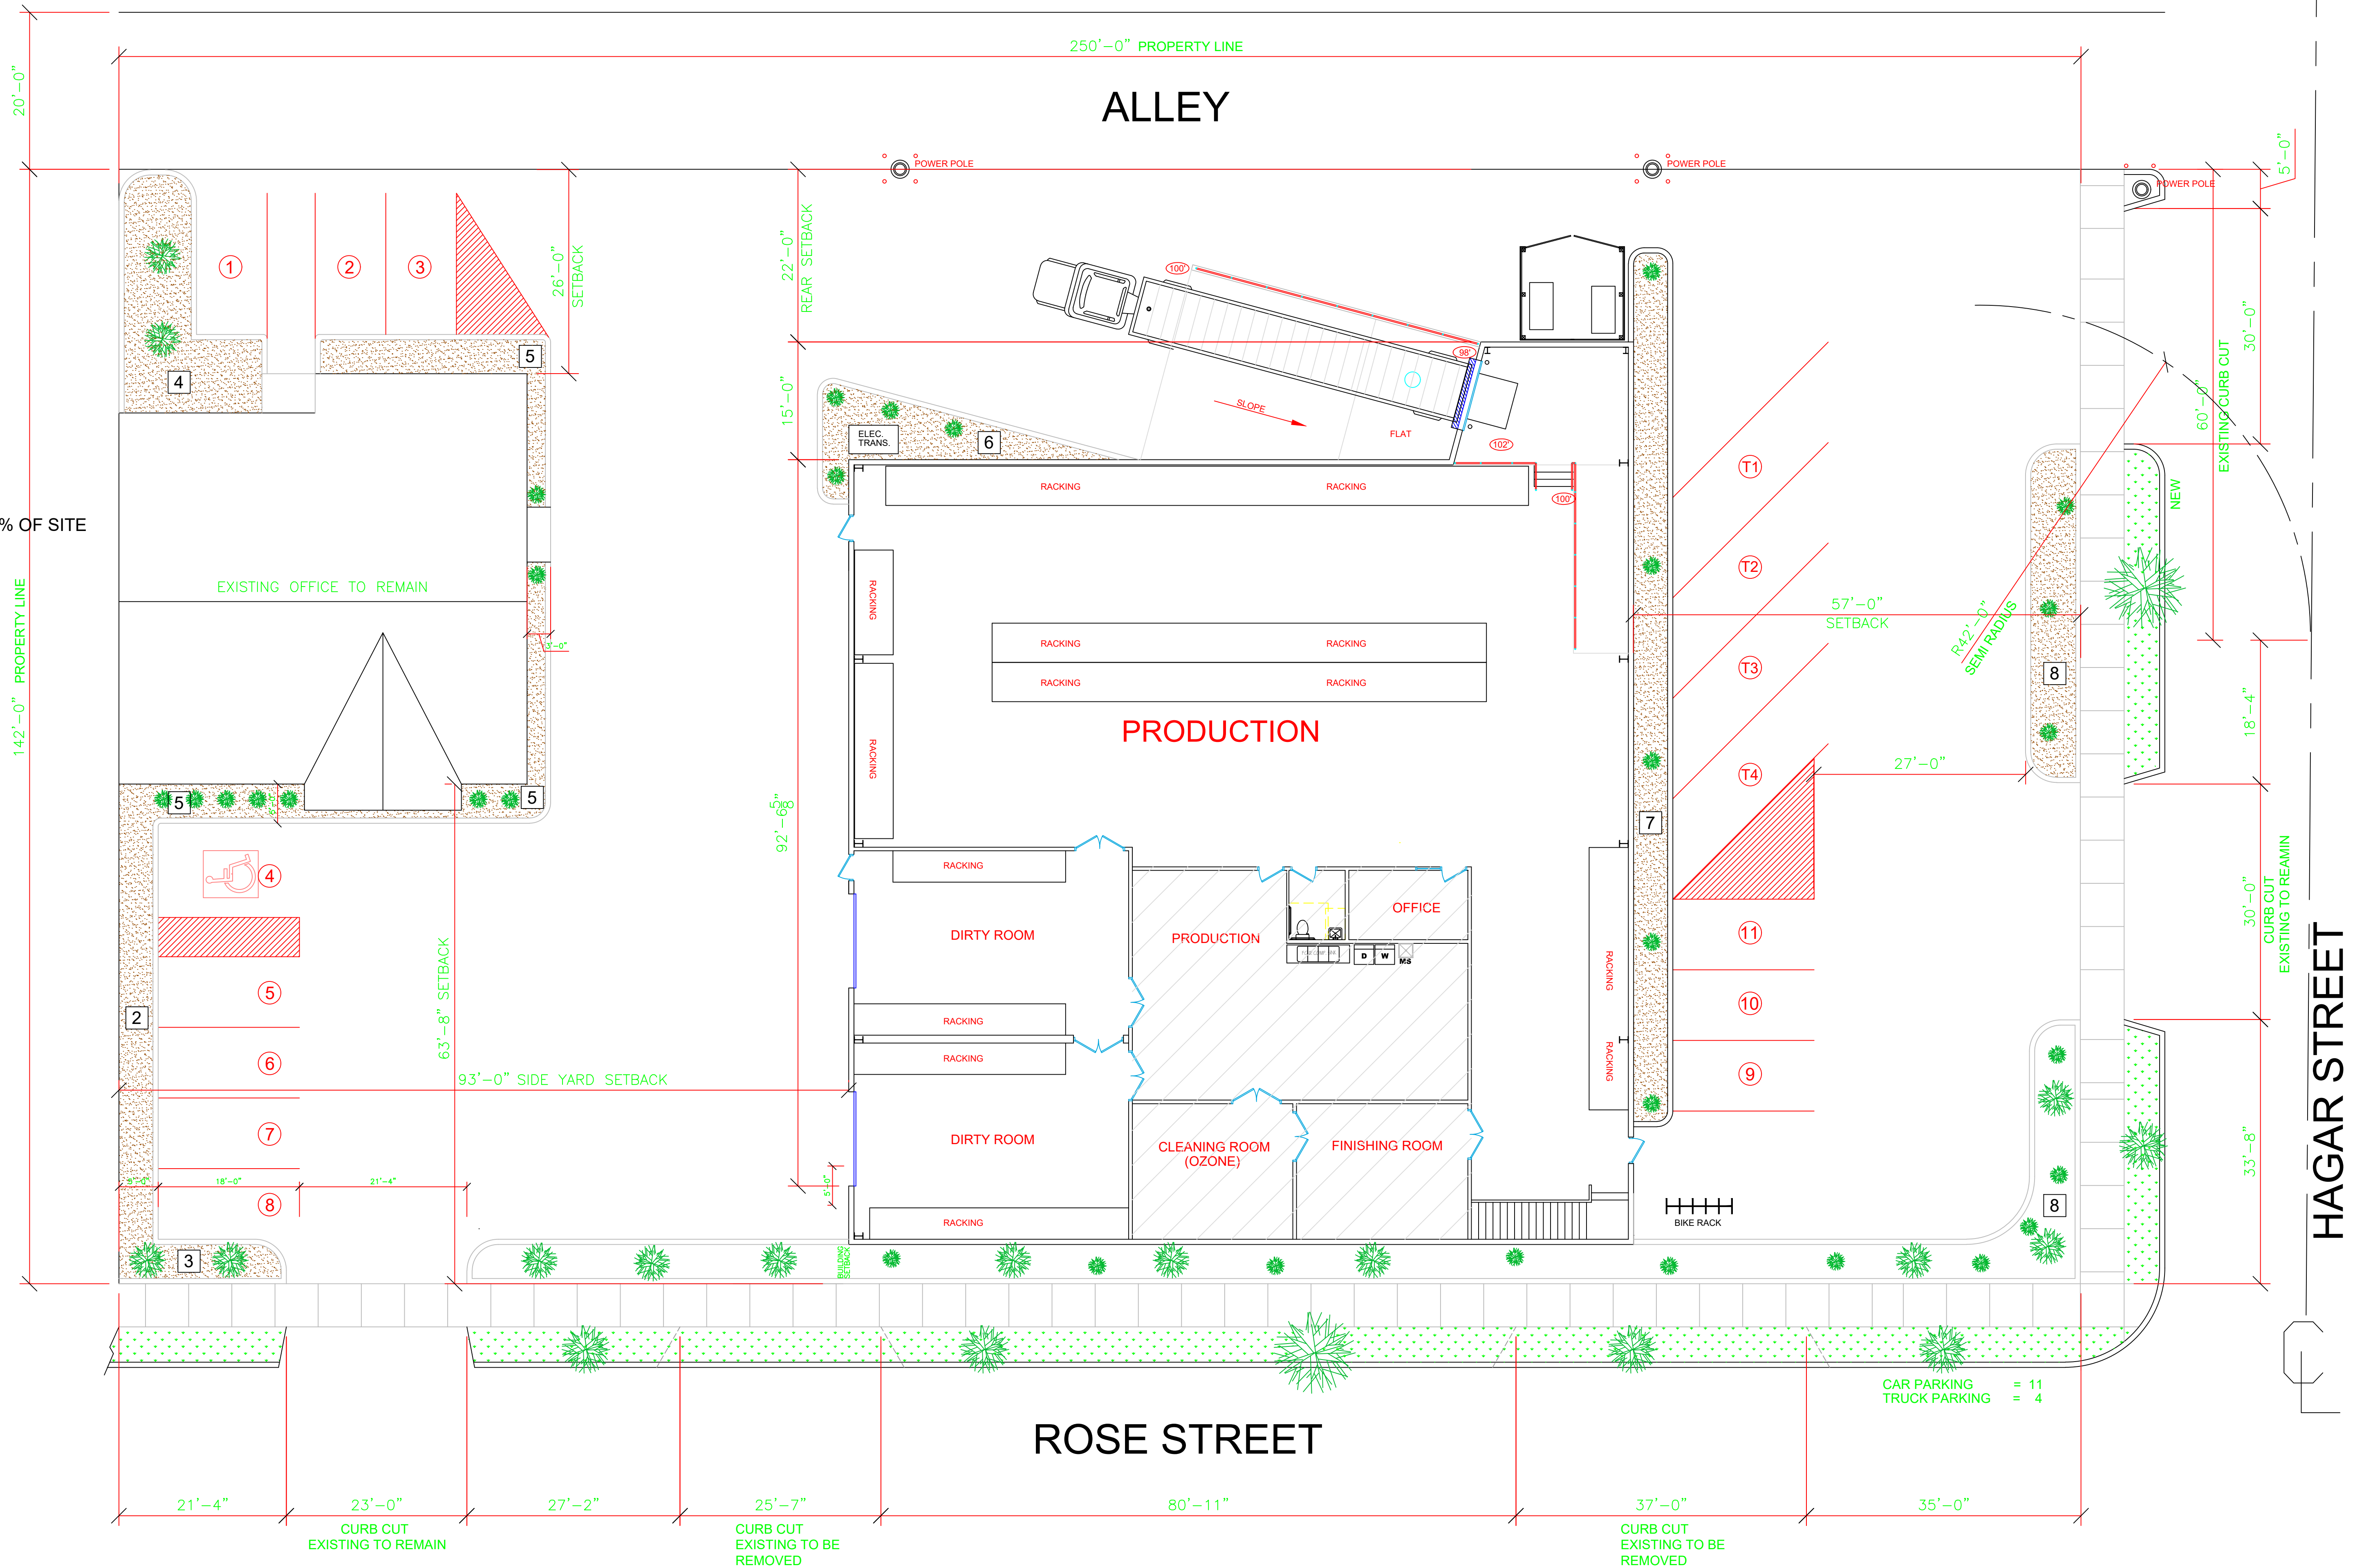 250'-0" PROPERTY LINE
20'-0"
ALLEY
5'-0"
POWER POLE
POWER POLE
POWER POLE
1
2
3
26'-0"
SETBACK
22'-0"
REAR SETBACK
100'
98'
30'-0"
60'-0"
EXISTING CURB CUT
5
4
15'-0"
SLOPE
FLAT
ELEC.
TRANS.
6
102'
T1
RACKING
RACKING
100'
NEW
% OF SITE
T2
EXISTING OFFICE TO REMAIN
142'-0" PROPERTY LINE
RACKING
57'-0"
SETBACK
R42'-0"
SEMI RADIUS
3'-0"
RACKING
RACKING
T3
8
RACKING
RACKING
18'-4"
PRODUCTION
RACKING
27'-0"
T4
5
5
92'-6 5/8"
7
4
RACKING
OFFICE
11
30'-0"
CURB CUT
EXISTING TO REAMIN
DIRTY ROOM
PRODUCTION
D
W
MS
RACKING
63'-8" SETBACK
5
10
2
RACKING
6
RACKING
RACKING
9
93'-0" SIDE YARD SETBACK
HAGAR STREET
7
DIRTY ROOM
CLEANING ROOM
(OZONE)
FINISHING ROOM
33'-8"
18'-0"
21'-4"
5'-0"
8
8
RACKING
BIKE RACK
3
BUILDING
SETBACK
CAR PARKING = 11
TRUCK PARKING = 4
ROSE STREET
21'-4"
23'-0"
27'-2"
25'-7"
80'-11"
37'-0"
35'-0"
CURB CUT
EXISTING TO REMAIN
CURB CUT
EXISTING TO BE
REMOVED
CURB CUT
EXISTING TO BE
REMOVED